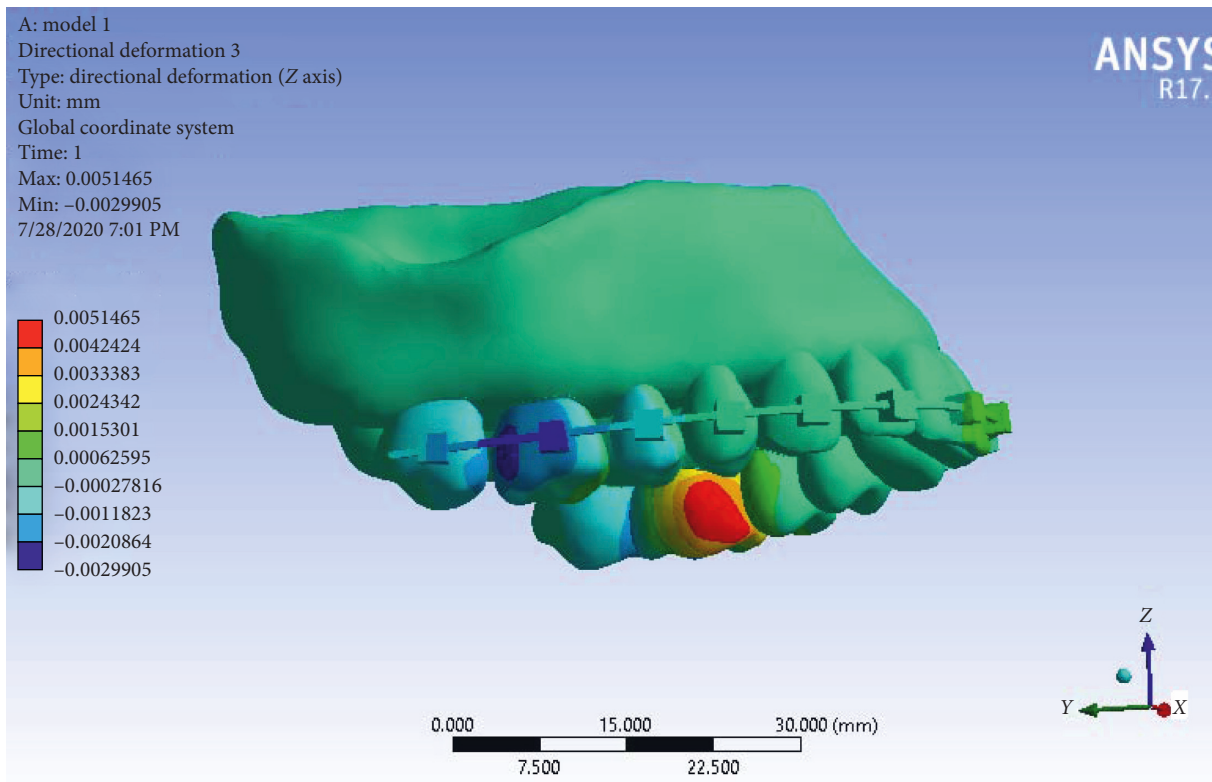 A: model 1
Directional deformation 3
Type: directional deformation (Z axis)
Unit: mm
Global coordinate system
Time: 1
Max: 0.0051465
Min: –0.0029905
7/28/2020 7:01 PM
ANSYS
R17.
0.0051465
0.0042424
0.0033383
0.0024342
0.0015301
0.00062595
–0.00027816
–0.0011823
–0.0020864
–0.0029905
Z
Y
X
0.000 15.000 30.000 (mm)
7.500 22.500